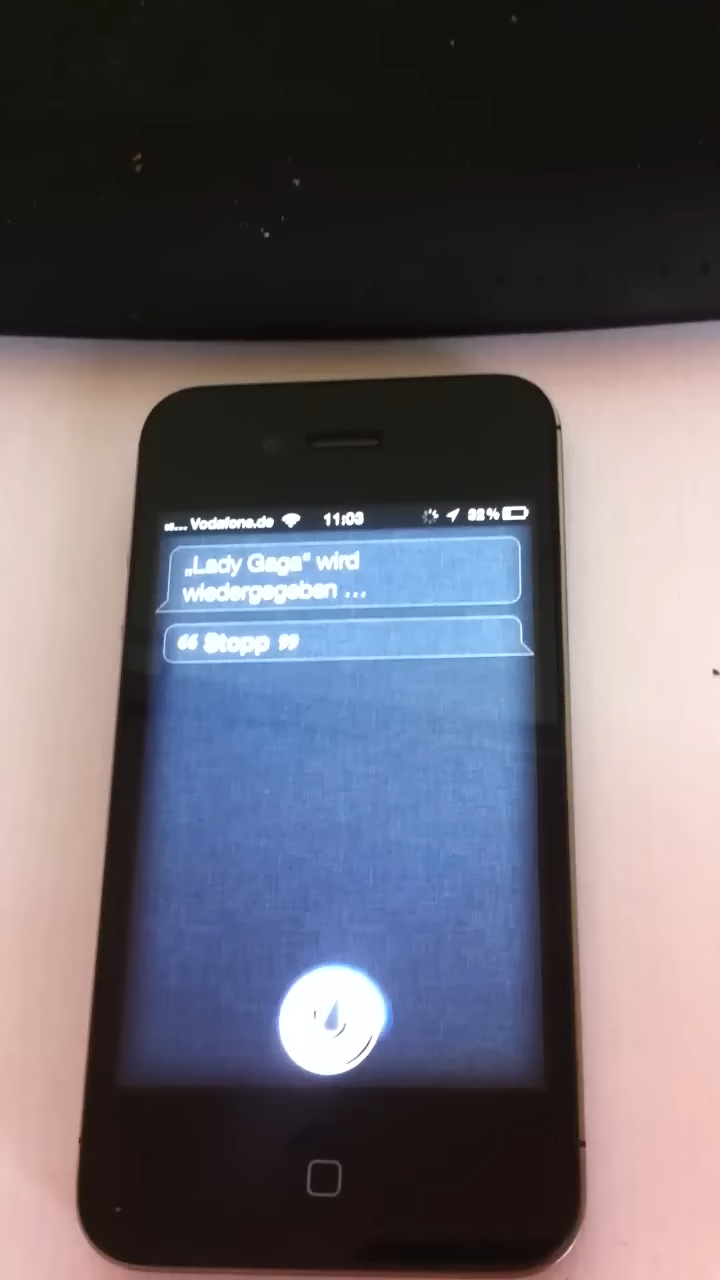 ... Vodafone.de 11:03 92%
„Lady Gaga“ wird
wiedergegeben ...
“ Stopp ”